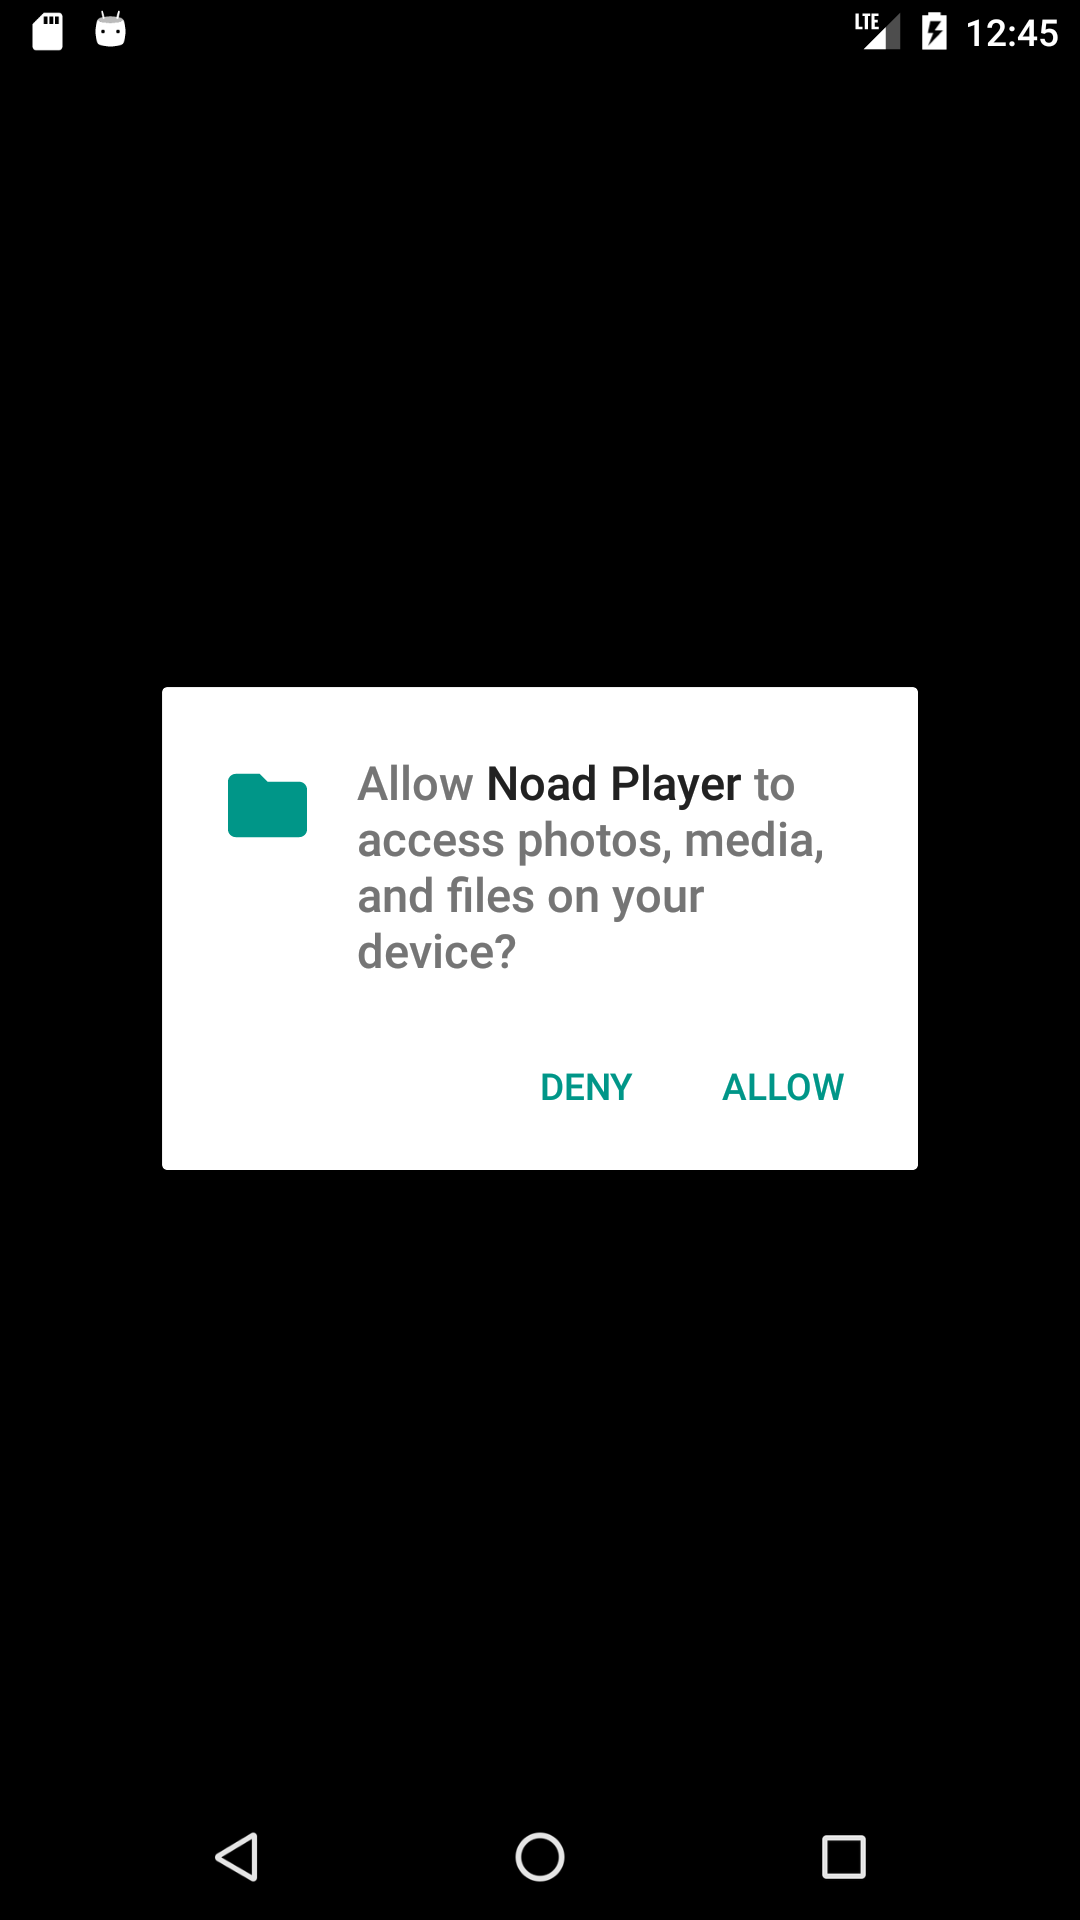 LTE 12:45
Allow Noad Player to
access photos, media,
and files on your
device?
DENY ALLOW